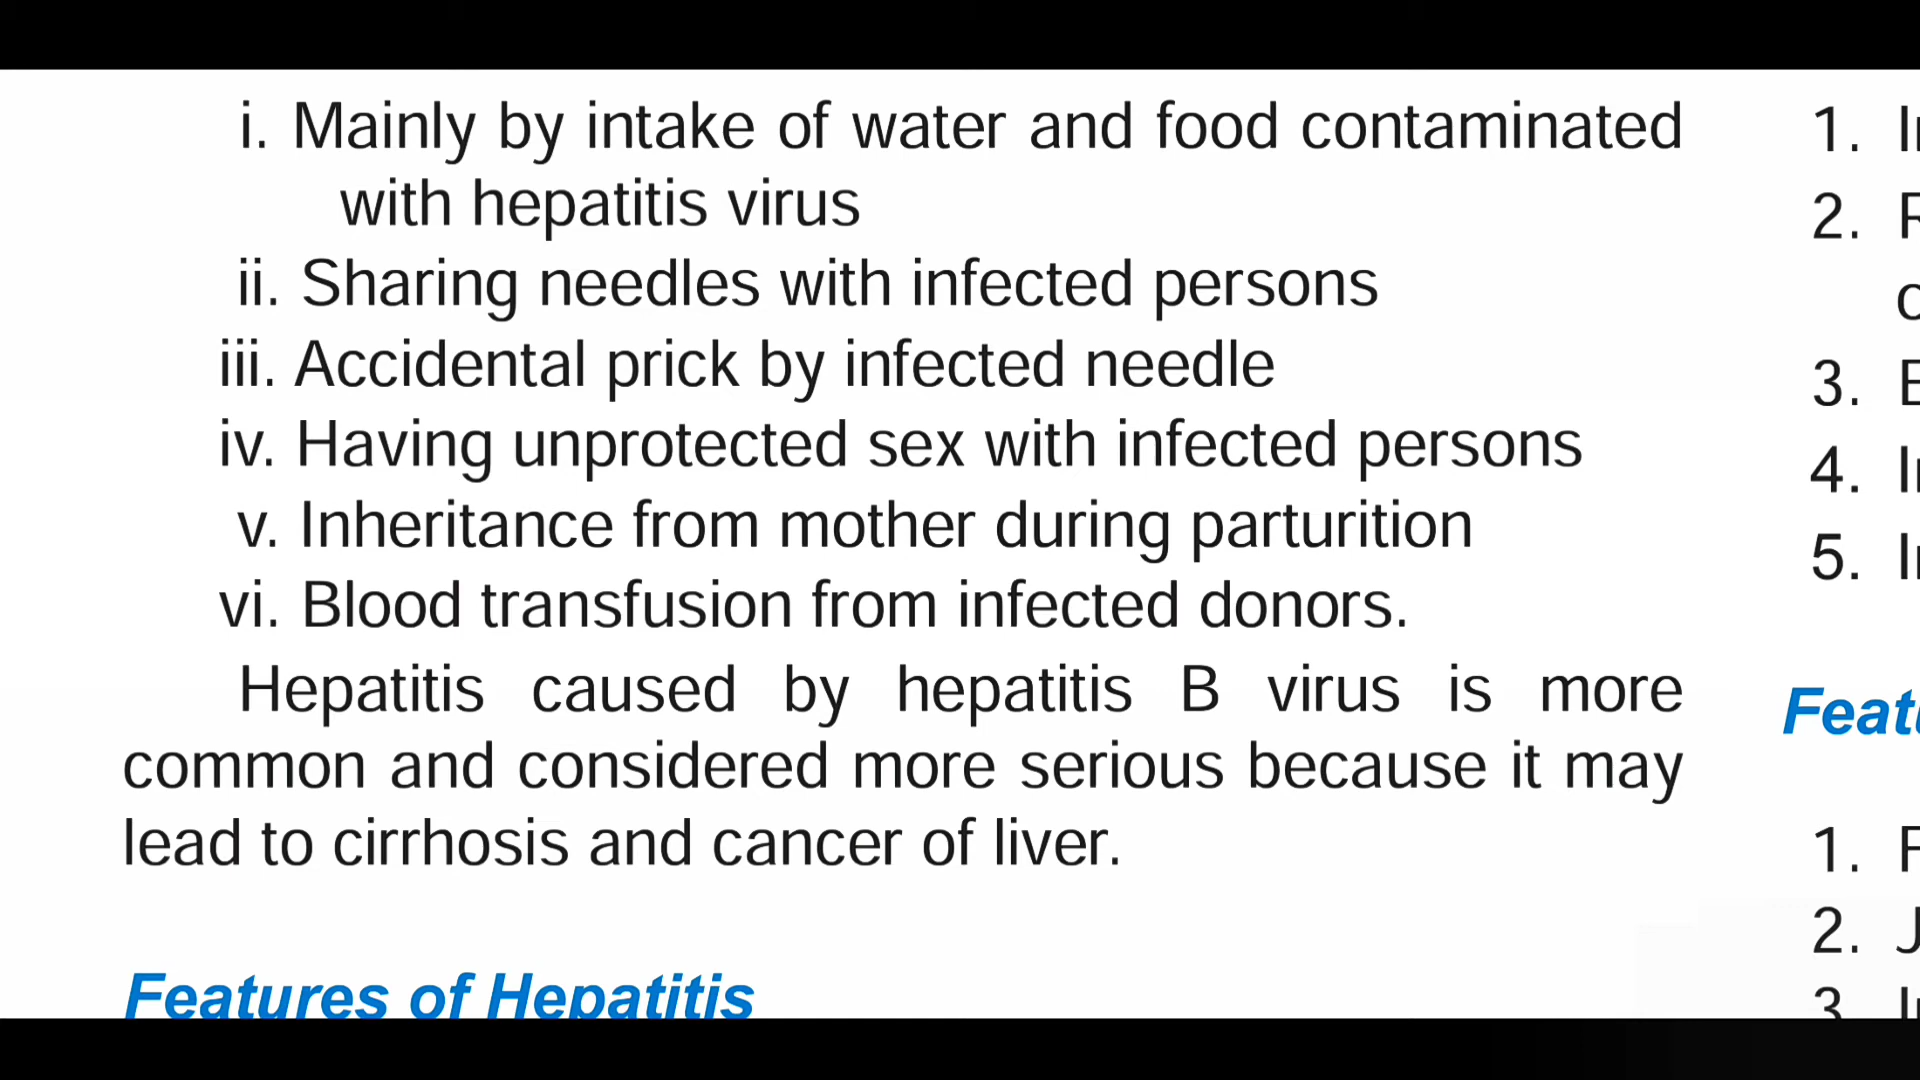 i. Mainly by intake of water and food contaminated
with hepatitis virus
ii. Sharing needles with infected persons
iii. Accidental prick by infected needle
iv. Having unprotected sex with infected persons
v. Inheritance from mother during parturition
vi. Blood transfusion from infected donors.
Hepatitis caused by hepatitis B virus is more
common and considered more serious because it may
lead to cirrhosis and cancer of liver.
Features of Hepatitis
1.
2.
3.
4.
5.
1.
2.
3